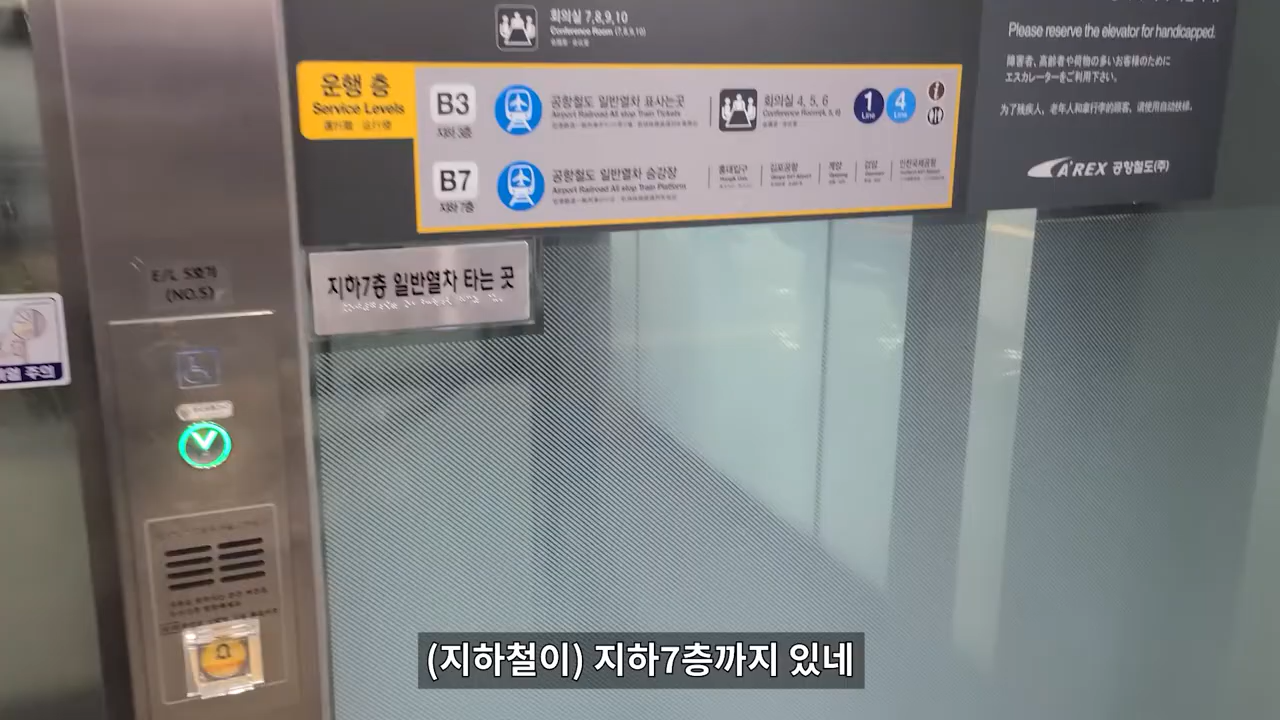 회의실 7,8,9,10
Conference Room (7,8,9,10)
Please reserve the elevator for handicapped.
障害者、高齢者や荷物の多いお客様のために
エスカレーターをご利用下さい。
为了残疾人，老年人和拿行李的顾客，请使用自动扶梯。
A'REX 공항철도(주)
운행 층
Service Levels
運行階 · 运行楼
B3
지하 3층
공항철도 일반열차 표사는곳
Airport Railroad All stop Train Tickets
회의실 4, 5, 6
Conference Room(4, 5, 6)
1
Line
4
Line
B7
지하 7층
공항철도 일반열차 승강장
Airport Railroad All stop Train Platform
홍대입구
김포공항
계양
검암
인천국제공항
지하7층 일반열차 타는 곳
E/L 5호기
(NO.5)
주의
(지하철이) 지하7층까지 있네